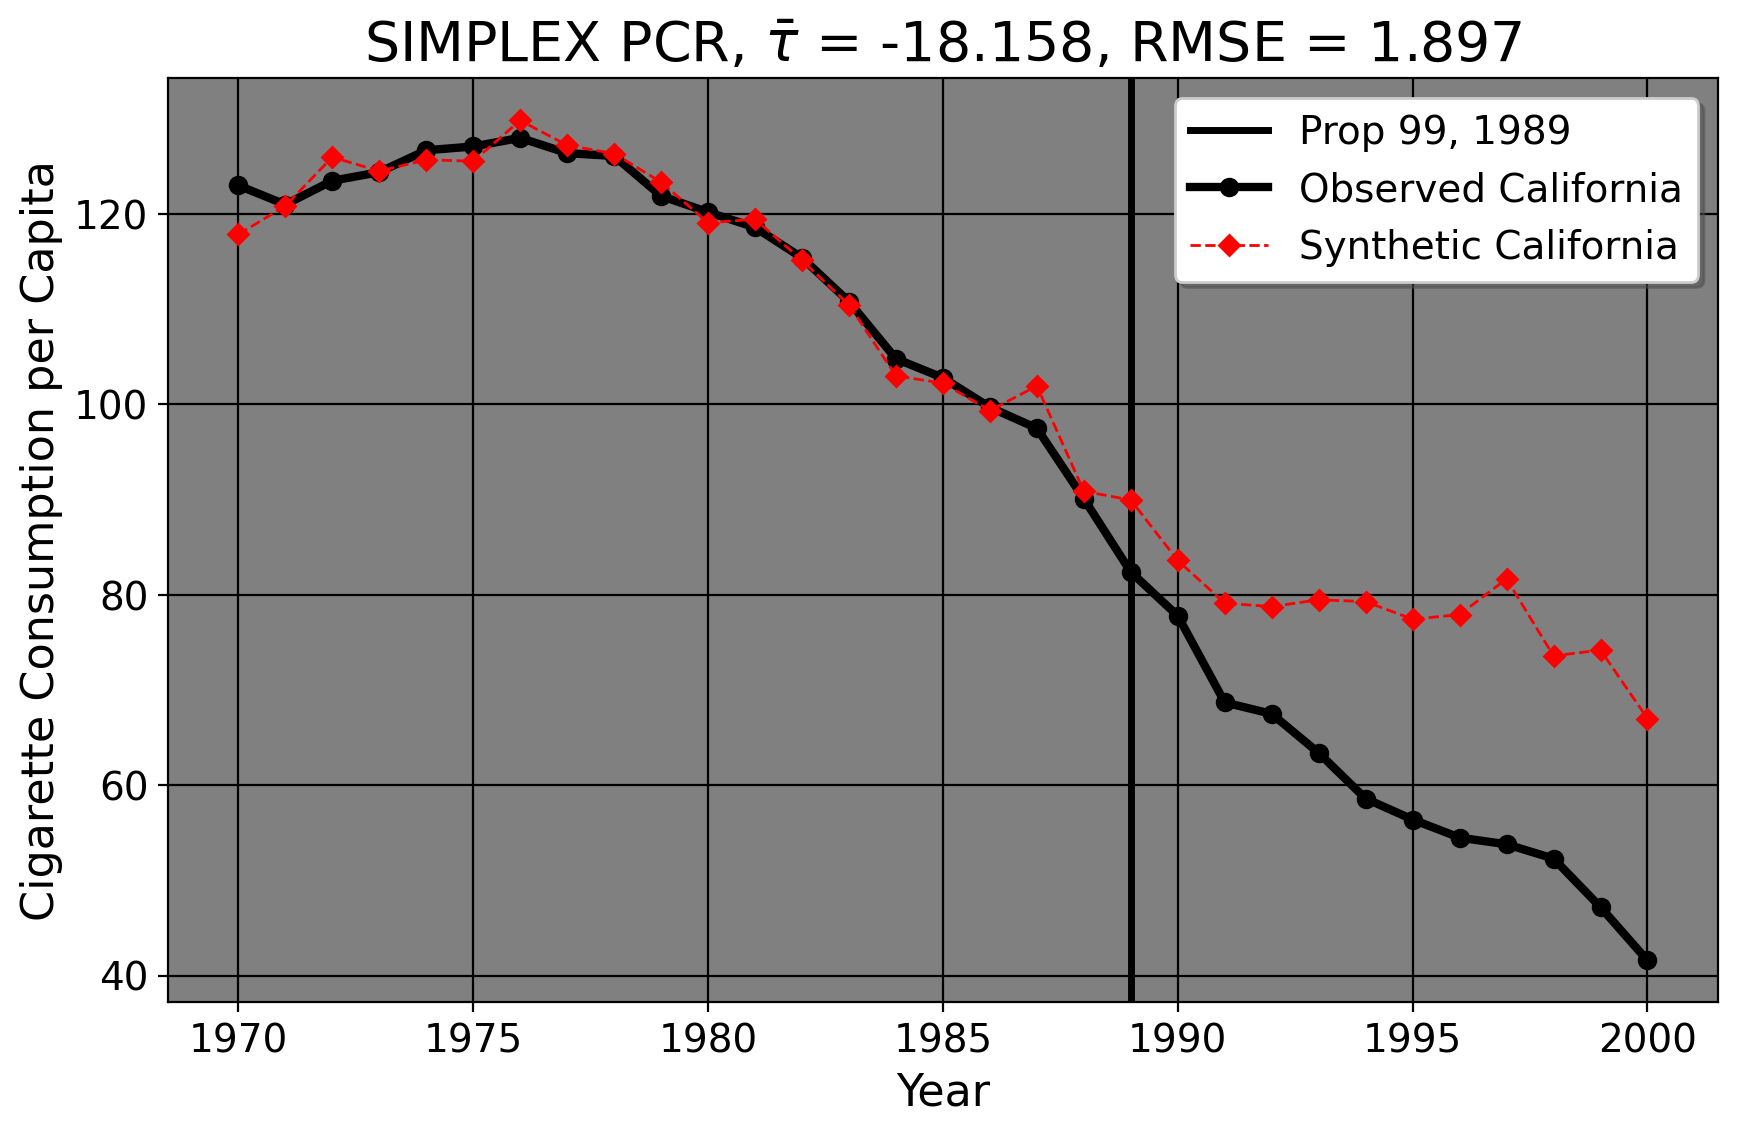 SIMPLEX PCR, τ̄ = -18.158, RMSE = 1.897
Prop 99, 1989
Observed California
Synthetic California
Cigarette Consumption per Capita
120
100
80
60
40
1970 1975 1980 1985 1990 1995 2000
Year